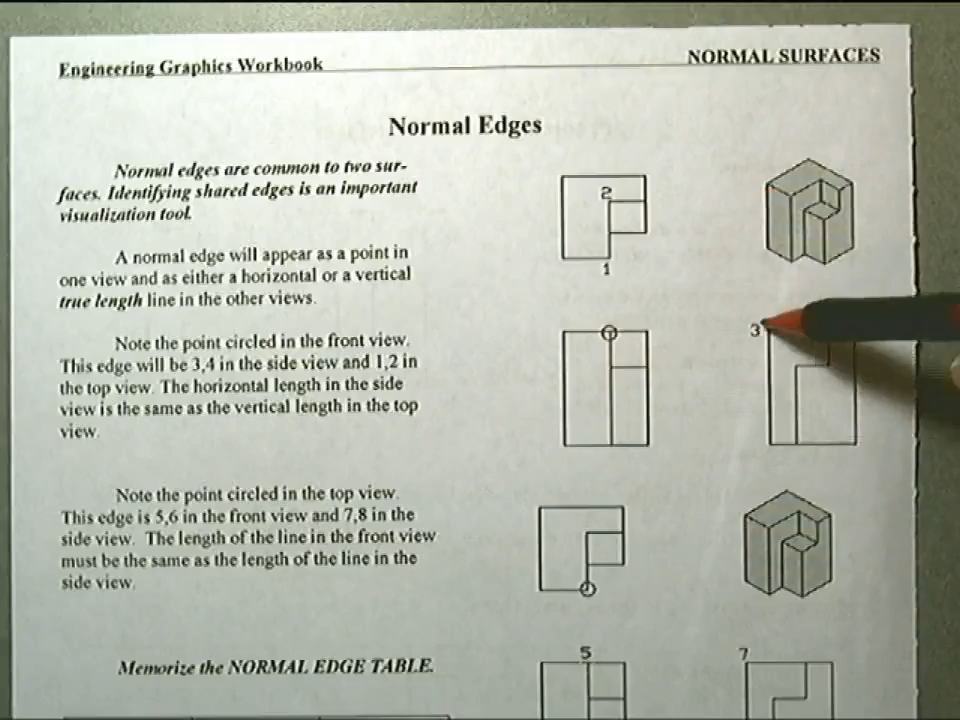 Engineering Graphics Workbook
NORMAL SURFACES
Normal Edges
Normal edges are common to two sur-
faces. Identifying shared edges is an important
visualization tool.
A normal edge will appear as a point in
one view and as either a horizontal or a vertical
true length line in the other views.
Note the point circled in the front view.
This edge will be 3,4 in the side view and 1,2 in
the top view. The horizontal length in the side
view is the same as the vertical length in the top
view.
Note the point circled in the top view.
This edge is 5,6 in the front view and 7,8 in the
side view. The length of the line in the front view
must be the same as the length of the line in the
side view.
Memorize the NORMAL EDGE TABLE.
2
1
3
5
7